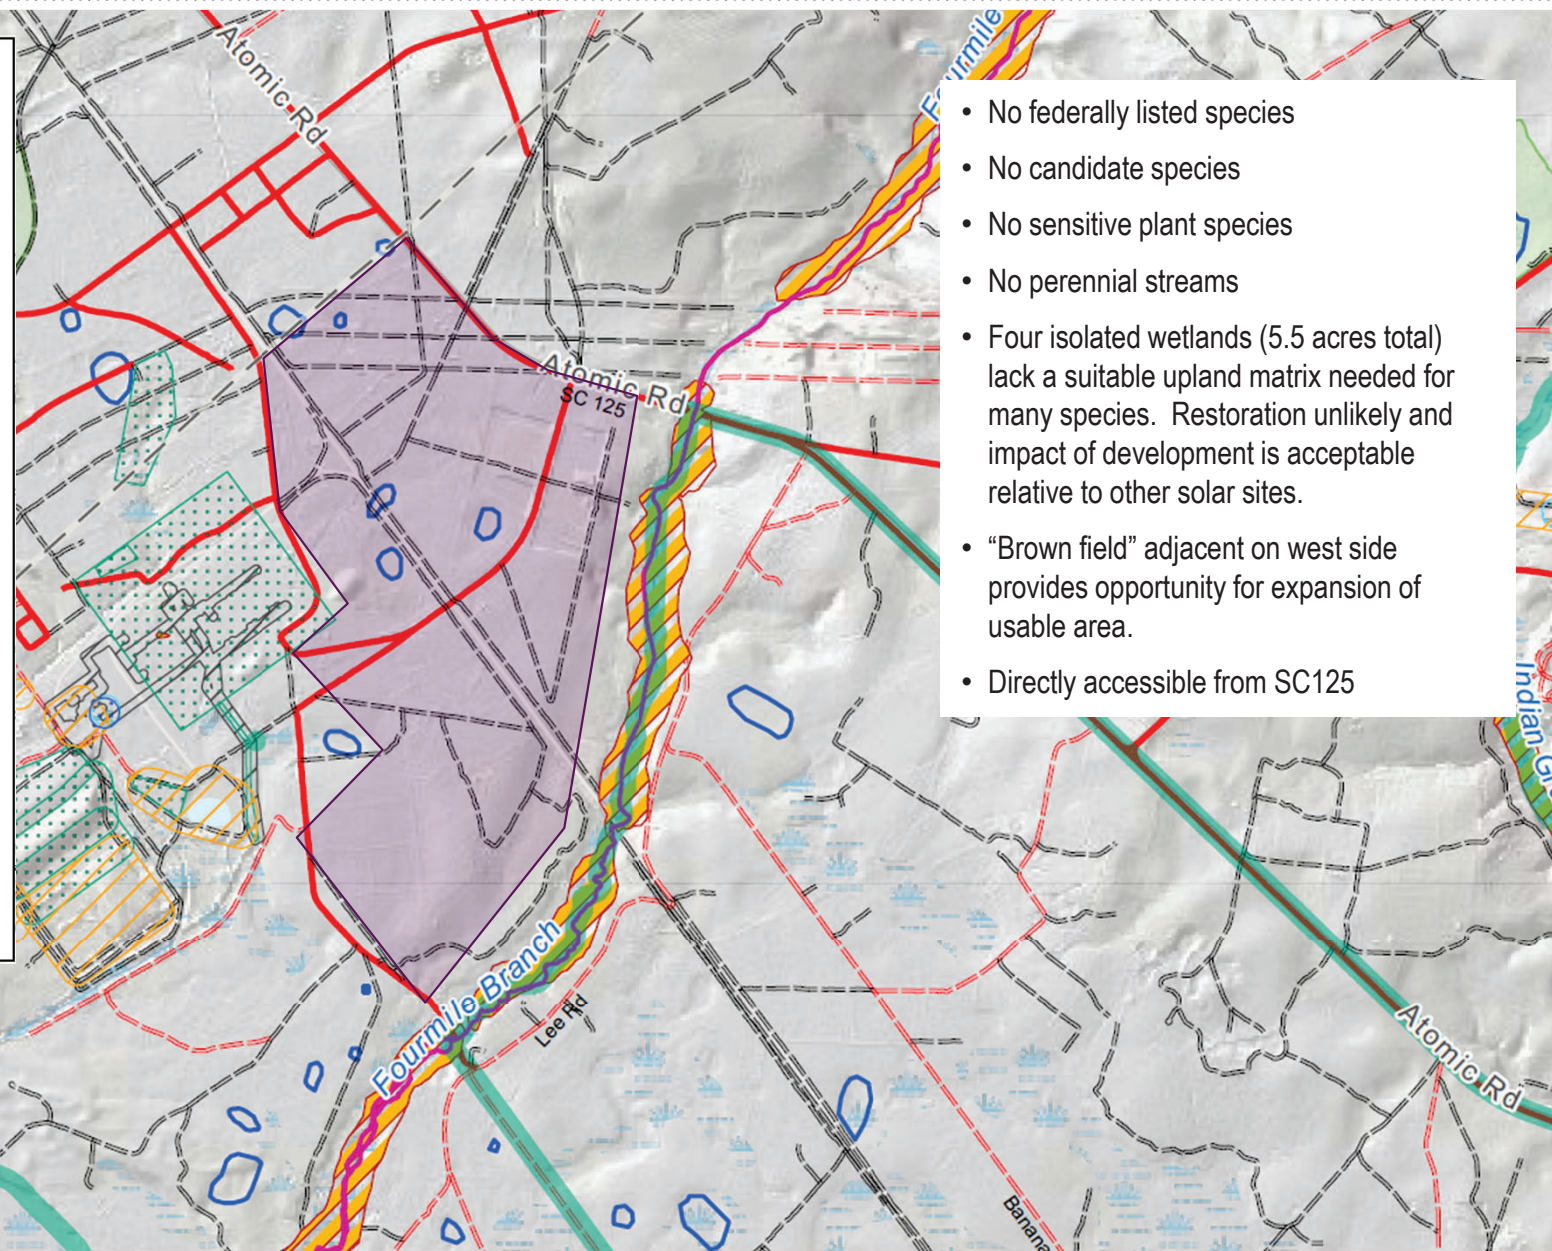 Atomic Rd
Fourmile
• No federally listed species
• No candidate species
• No sensitive plant species
• No perennial streams
• Four isolated wetlands (5.5 acres total)
lack a suitable upland matrix needed for
many species. Restoration unlikely and
impact of development is acceptable
relative to other solar sites.
• “Brown field” adjacent on west side
provides opportunity for expansion of
usable area.
• Directly accessible from SC125
Atomic Rd
SC 125
Indian Gr
Fourmile Branch
Lee Rd
Atomic Rd
Banana